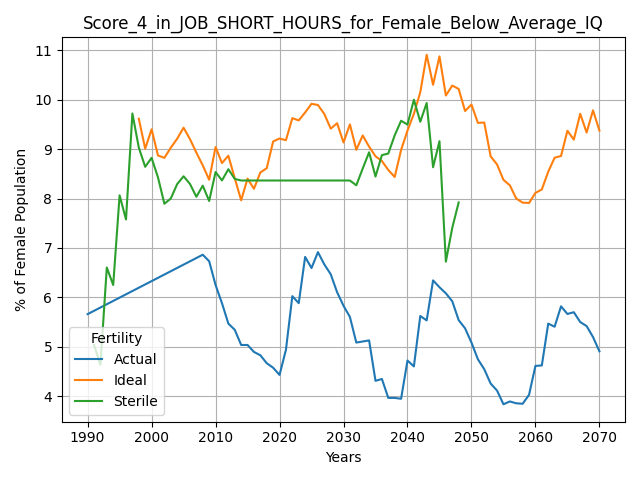 Score_4_in_JOB_SHORT_HOURS_for_Female_Below_Average_IQ
% of Female Population
11
10
9
8
7
6
5
4
Fertility
Actual
Ideal
Sterile
1990
2000
2010
2020
2030
2040
2050
2060
2070
Years